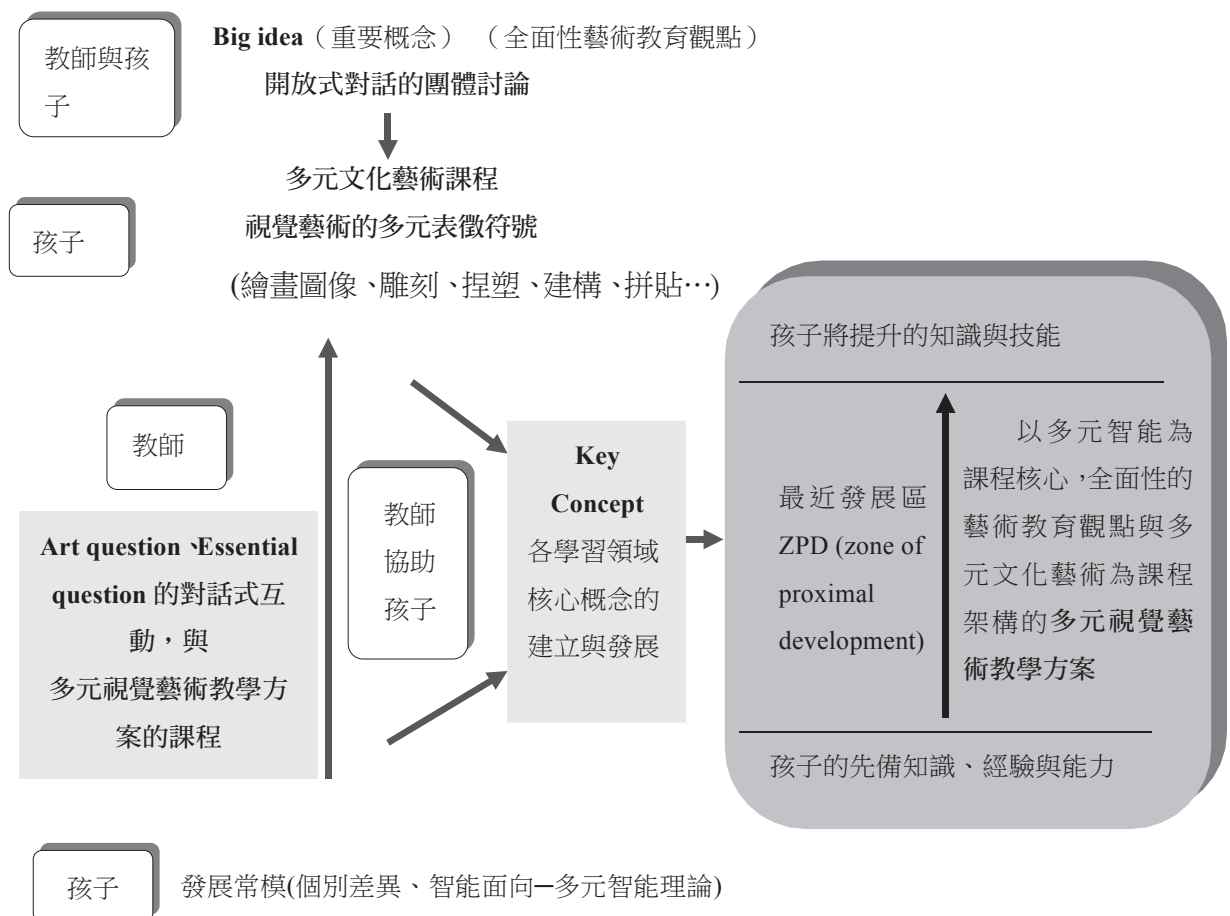 教師與孩
子
Big idea（重要概念） （全面性藝術教育觀點）
開放式對話的團體討論
多元文化藝術課程
視覺藝術的多元表徵符號
孩子
(繪畫圖像、雕刻、捏塑、建構、拼貼…)
教師
Art question、Essential
question 的對話式互
動，與
多元視覺藝術教學方
案的課程
教師
協助
孩子
Key
Concept
各學習領域
核心概念的
建立與發展
孩子將提升的知識與技能
最近發展區
ZPD (zone of
proximal
development)
以多元智能為
課程核心，全面性的
藝術教育觀點與多
元文化藝術為課程
架構的多元視覺藝
術教學方案
孩子的先備知識、經驗與能力
孩子
發展常模(個別差異、智能面向─多元智能理論)